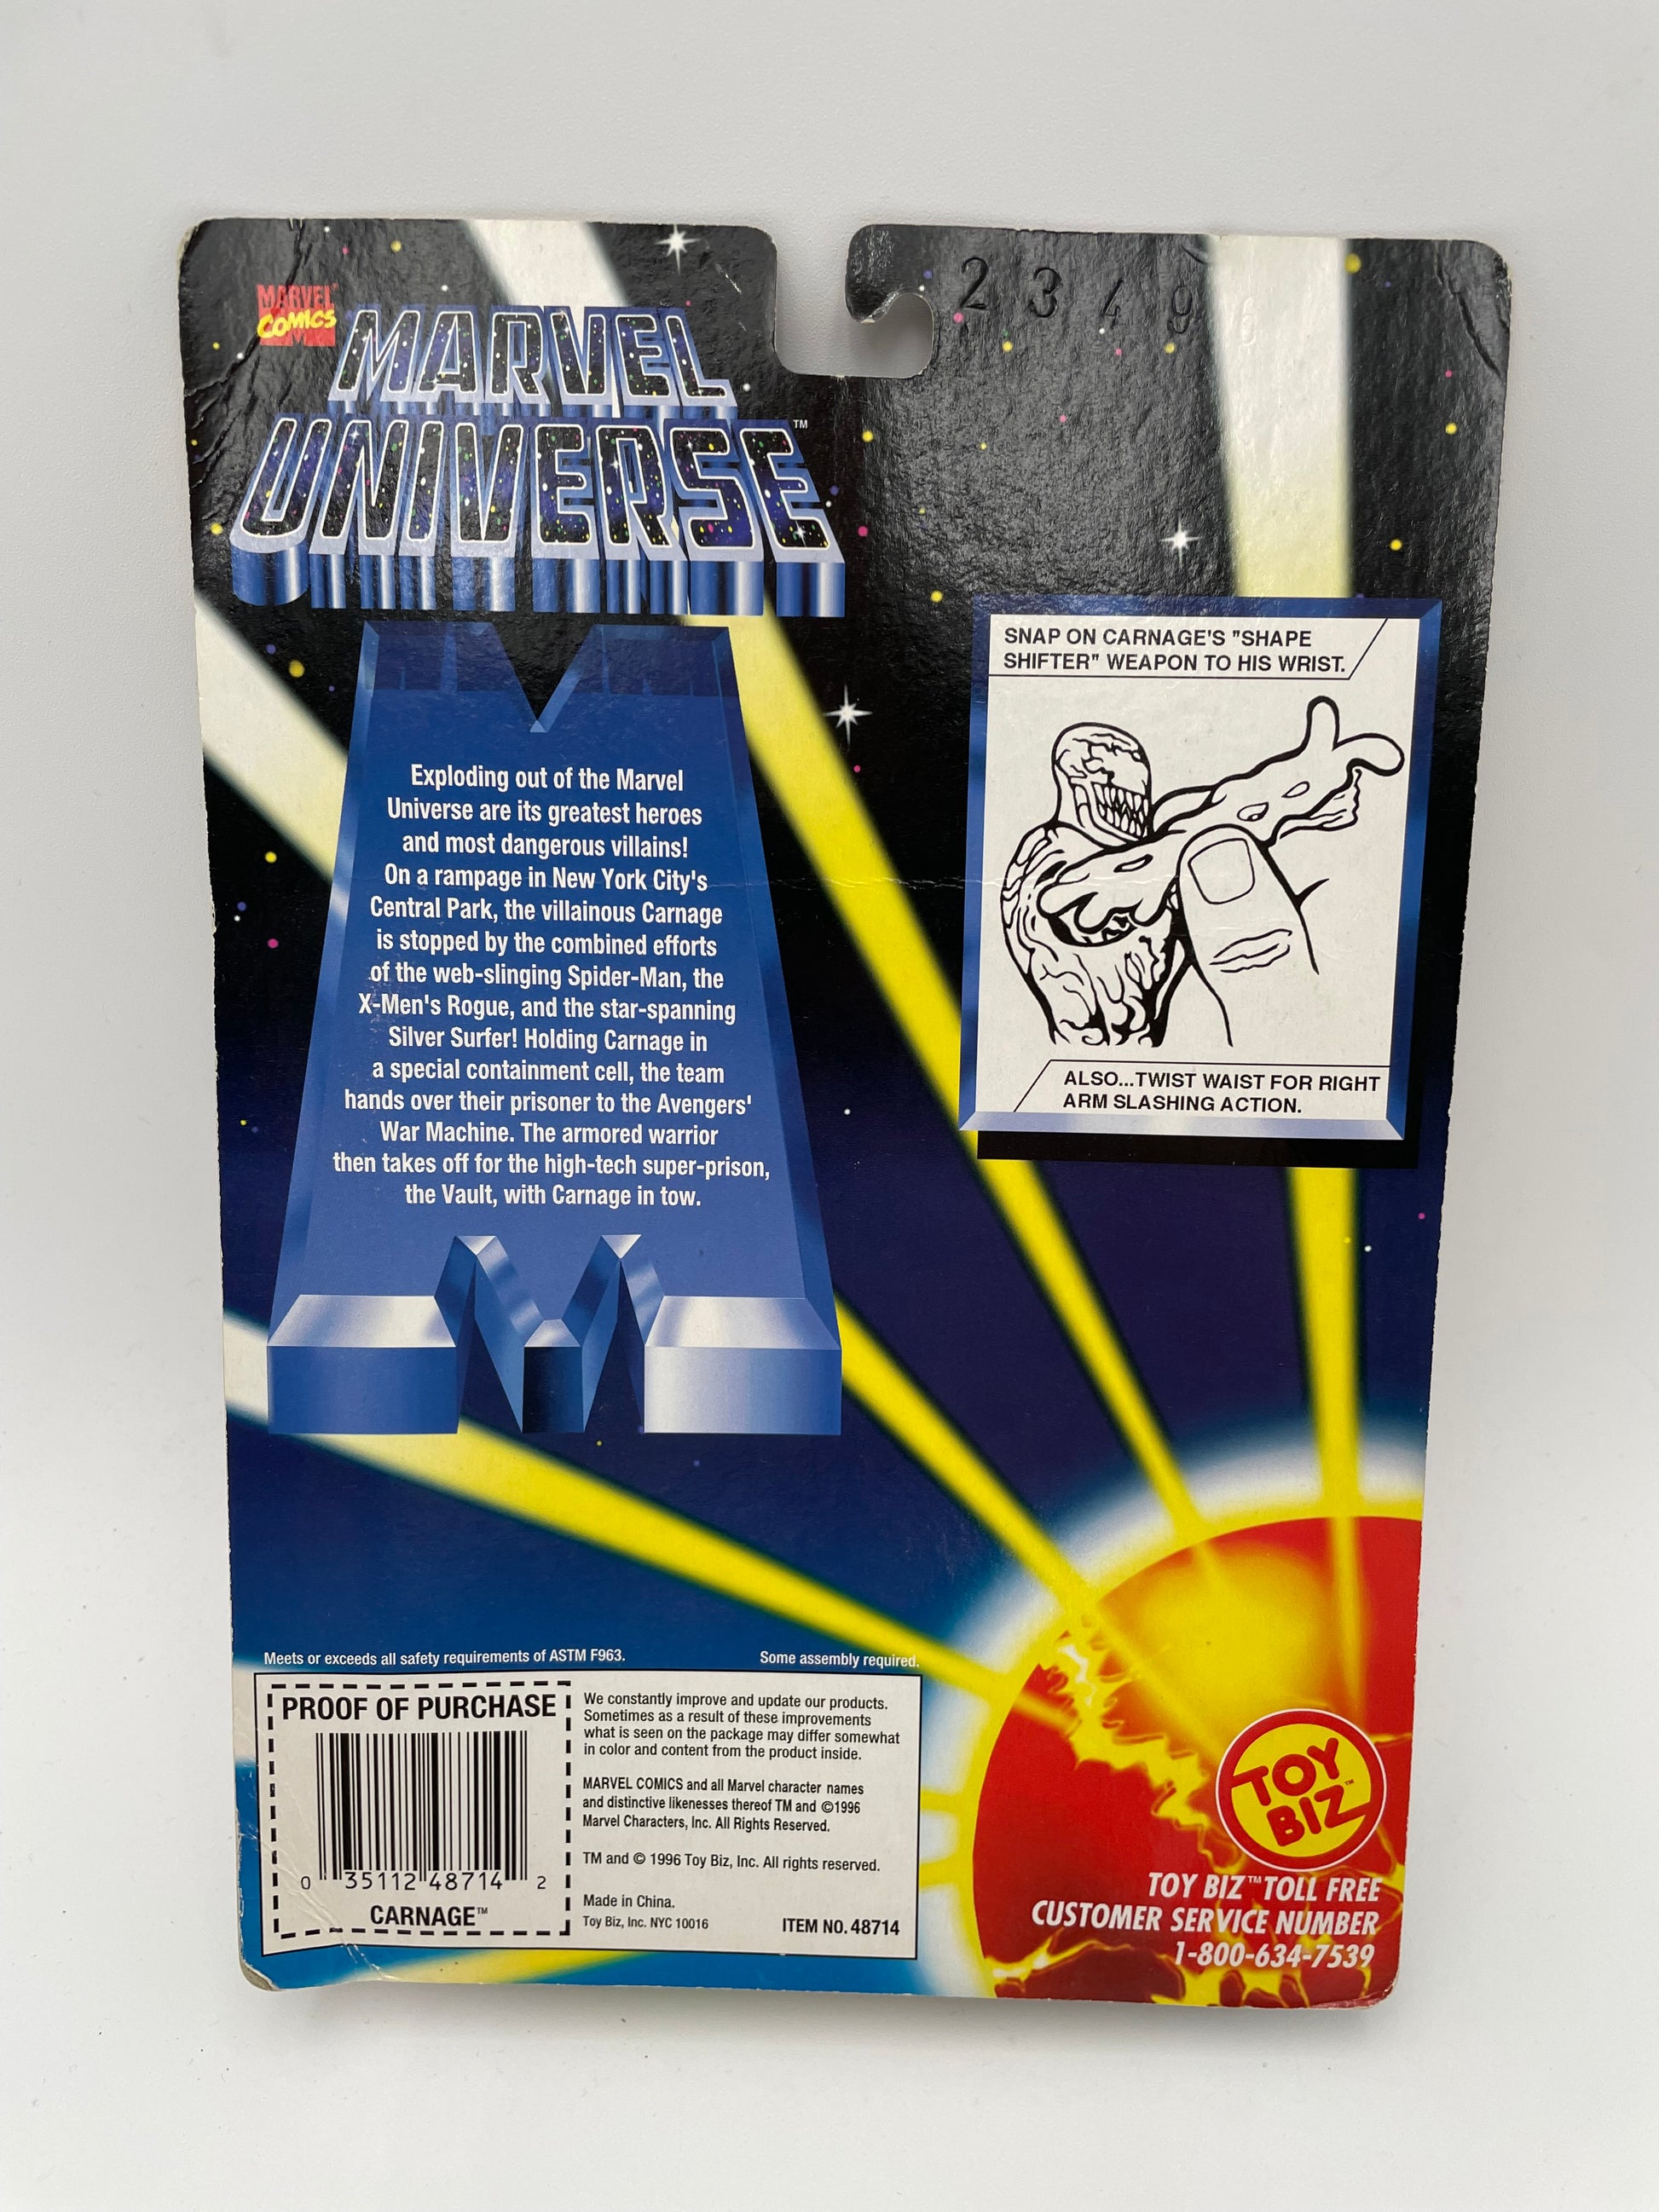 2 3 4 9 6
MARVEL
COMICS
MARVEL
UNIVERSE™
SNAP ON CARNAGE'S "SHAPE
SHIFTER" WEAPON TO HIS WRIST.
Exploding out of the Marvel
Universe are its greatest heroes
and most dangerous villains!
On a rampage in New York City's
Central Park, the villainous Carnage
is stopped by the combined efforts
of the web-slinging Spider-Man, the
X-Men's Rogue, and the star-spanning
Silver Surfer! Holding Carnage in
a special containment cell, the team
hands over their prisoner to the Avengers'
War Machine. The armored warrior
then takes off for the high-tech super-prison,
the Vault, with Carnage in tow.
ALSO...TWIST WAIST FOR RIGHT
ARM SLASHING ACTION.
Meets or exceeds all safety requirements of ASTM F963.
Some assembly required.
PROOF OF PURCHASE
0 35112 48714 2
CARNAGE™
We constantly improve and update our products.
Sometimes as a result of these improvements
what is seen on the package may differ somewhat
in color and content from the product inside.
MARVEL COMICS and all Marvel character names
and distinctive likenesses thereof TM and ©1996
Marvel Characters, Inc. All Rights Reserved.
TM and © 1996 Toy Biz, Inc. All rights reserved.
Made in China.
Toy Biz, Inc. NYC 10016
ITEM NO. 48714
TOY
BIZ™
TOY BIZ™ TOLL FREE
CUSTOMER SERVICE NUMBER
1-800-634-7539